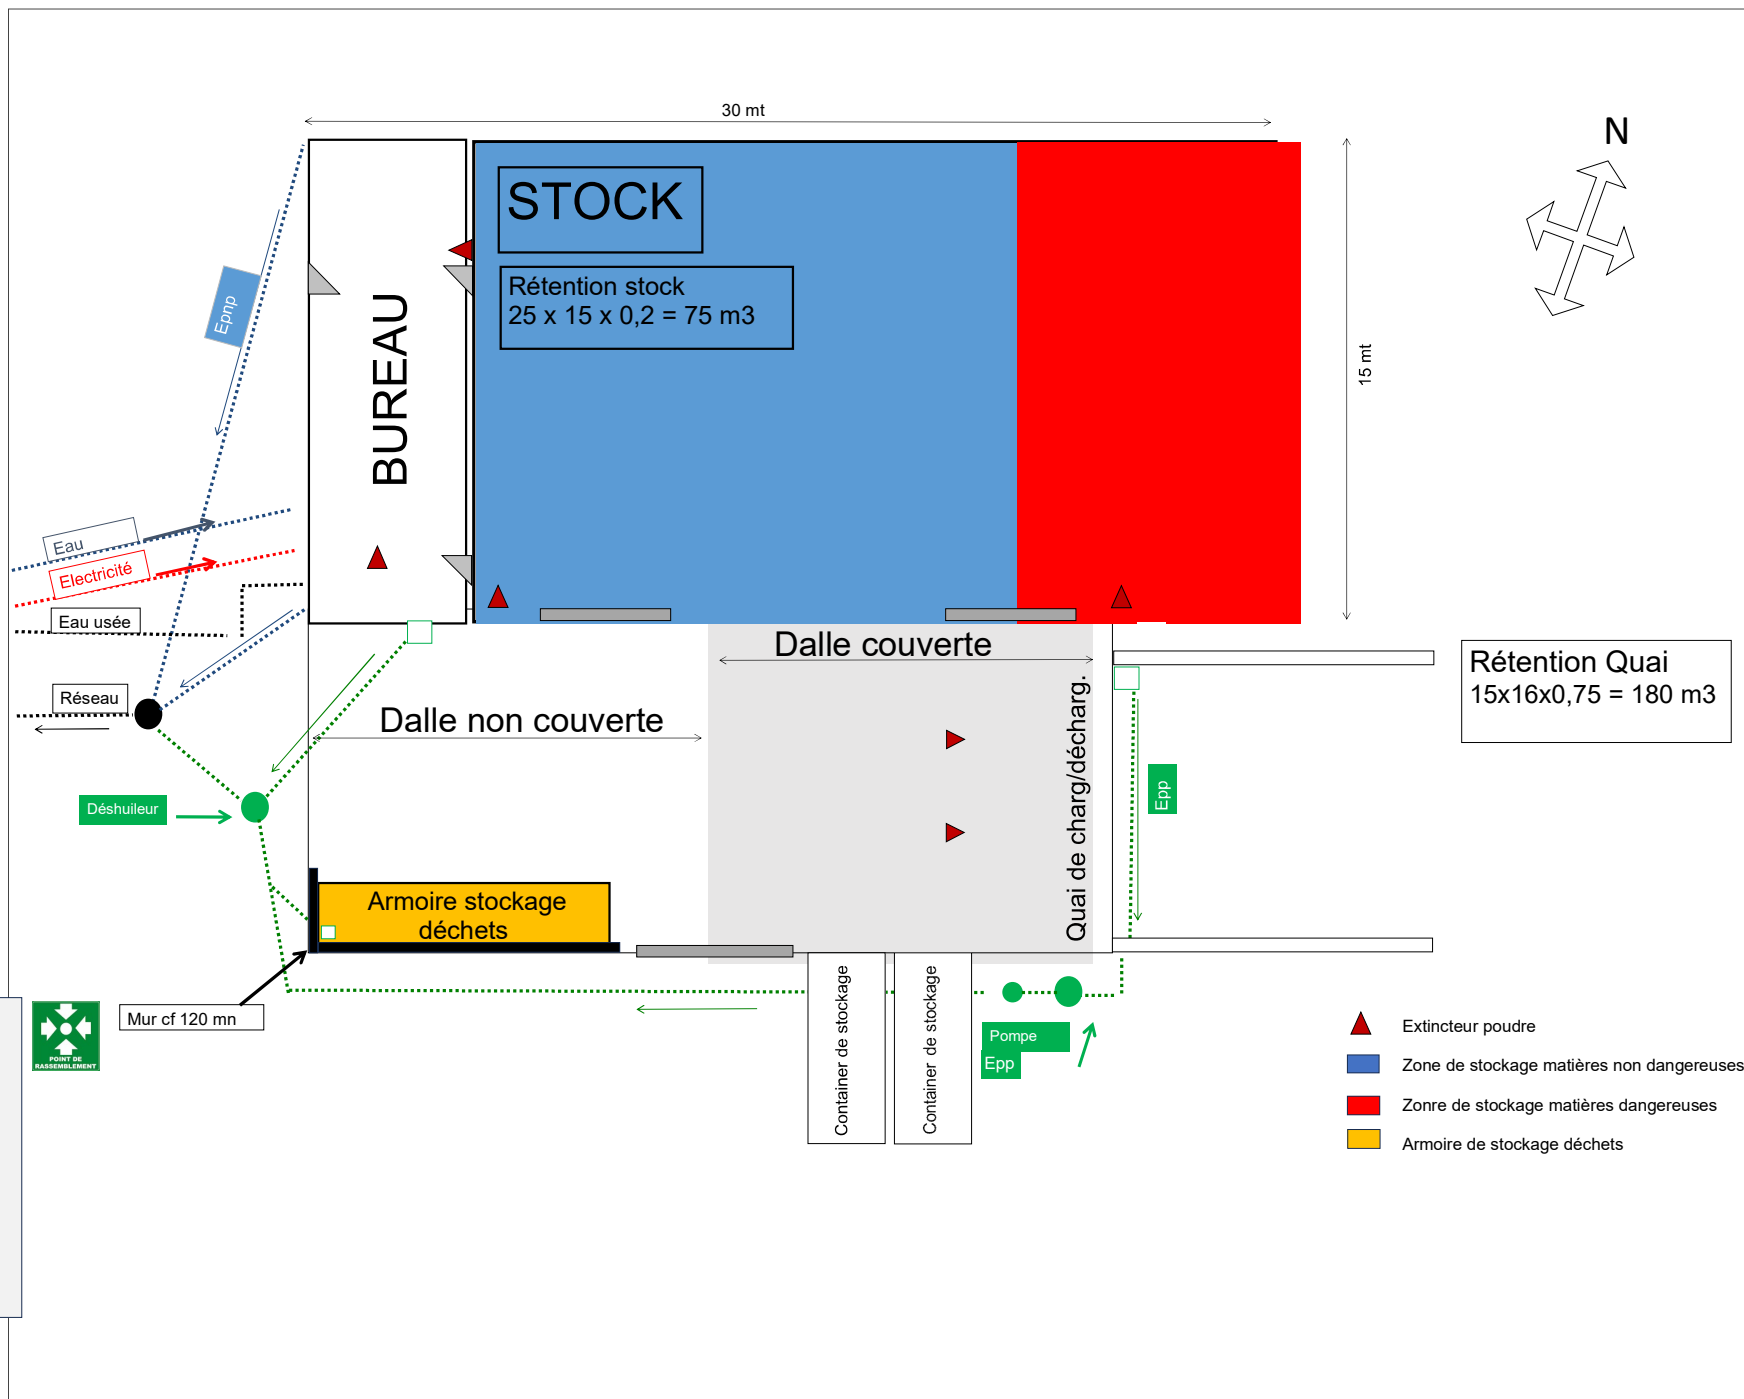 30 mt
N
STOCK
Rétention stock
25 x 15 x 0,2 = 75 m3
Epnp
BUREAU
15 mt
Eau
Electricité
Eau usée
Réseau
Dalle couverte
Dalle non couverte
Quai de charg/décharg.
Rétention Quai
15x16x0,75 = 180 m3
Epp
Déshuileur
Armoire stockage
déchets
Mur cf 120 mn
POINT DE
RASSEMBLEMENT
Container de stockage
Container de stockage
Pompe
Epp
Extincteur poudre
Zone de stockage matières non dangereuses
Zonre de stockage matières dangereuses
Armoire de stockage déchets